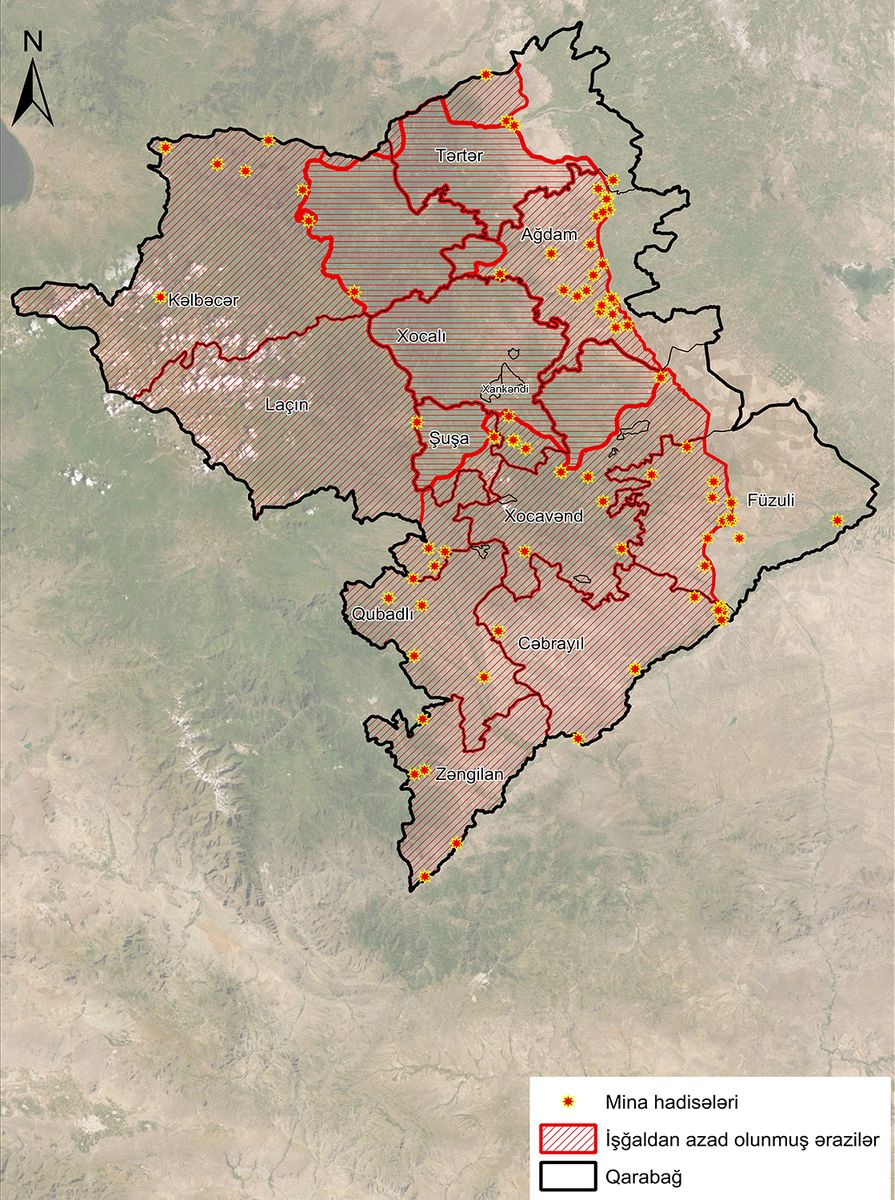 N
Tərtər
Ağdam
Kəlbəcər
Xocalı
Xankəndi
Laçın
Şuşa
Füzuli
Xocavənd
Qubadlı
Cəbrayıl
Zəngilan
Mina hadisələri
İşğaldan azad olunmuş ərazilər
Qarabağ